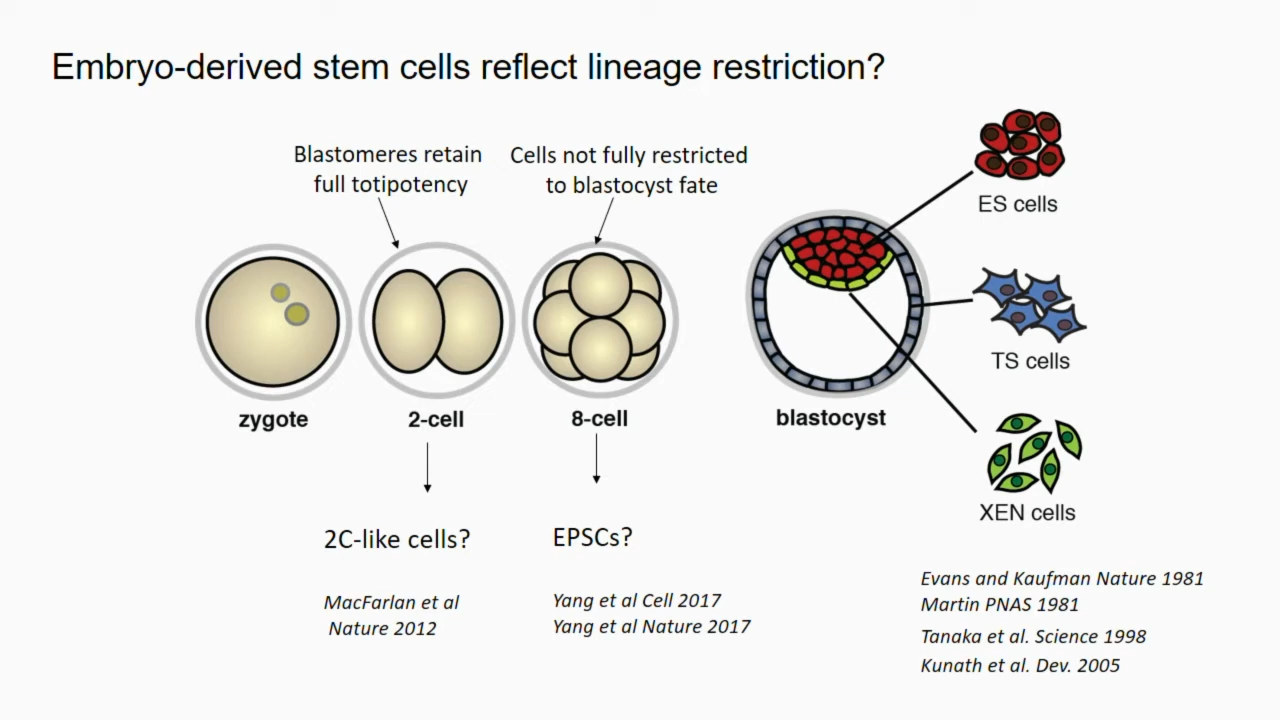 Embryo-derived stem cells reflect lineage restriction?
Blastomeres retain
full totipotency
Cells not fully restricted
to blastocyst fate
ES cells
TS cells
XEN cells
zygote
2-cell
8-cell
blastocyst
2C-like cells?
EPSCs?
MacFarlan et al
Nature 2012
Yang et al Cell 2017
Yang et al Nature 2017
Evans and Kaufman Nature 1981
Martin PNAS 1981
Tanaka et al. Science 1998
Kunath et al. Dev. 2005